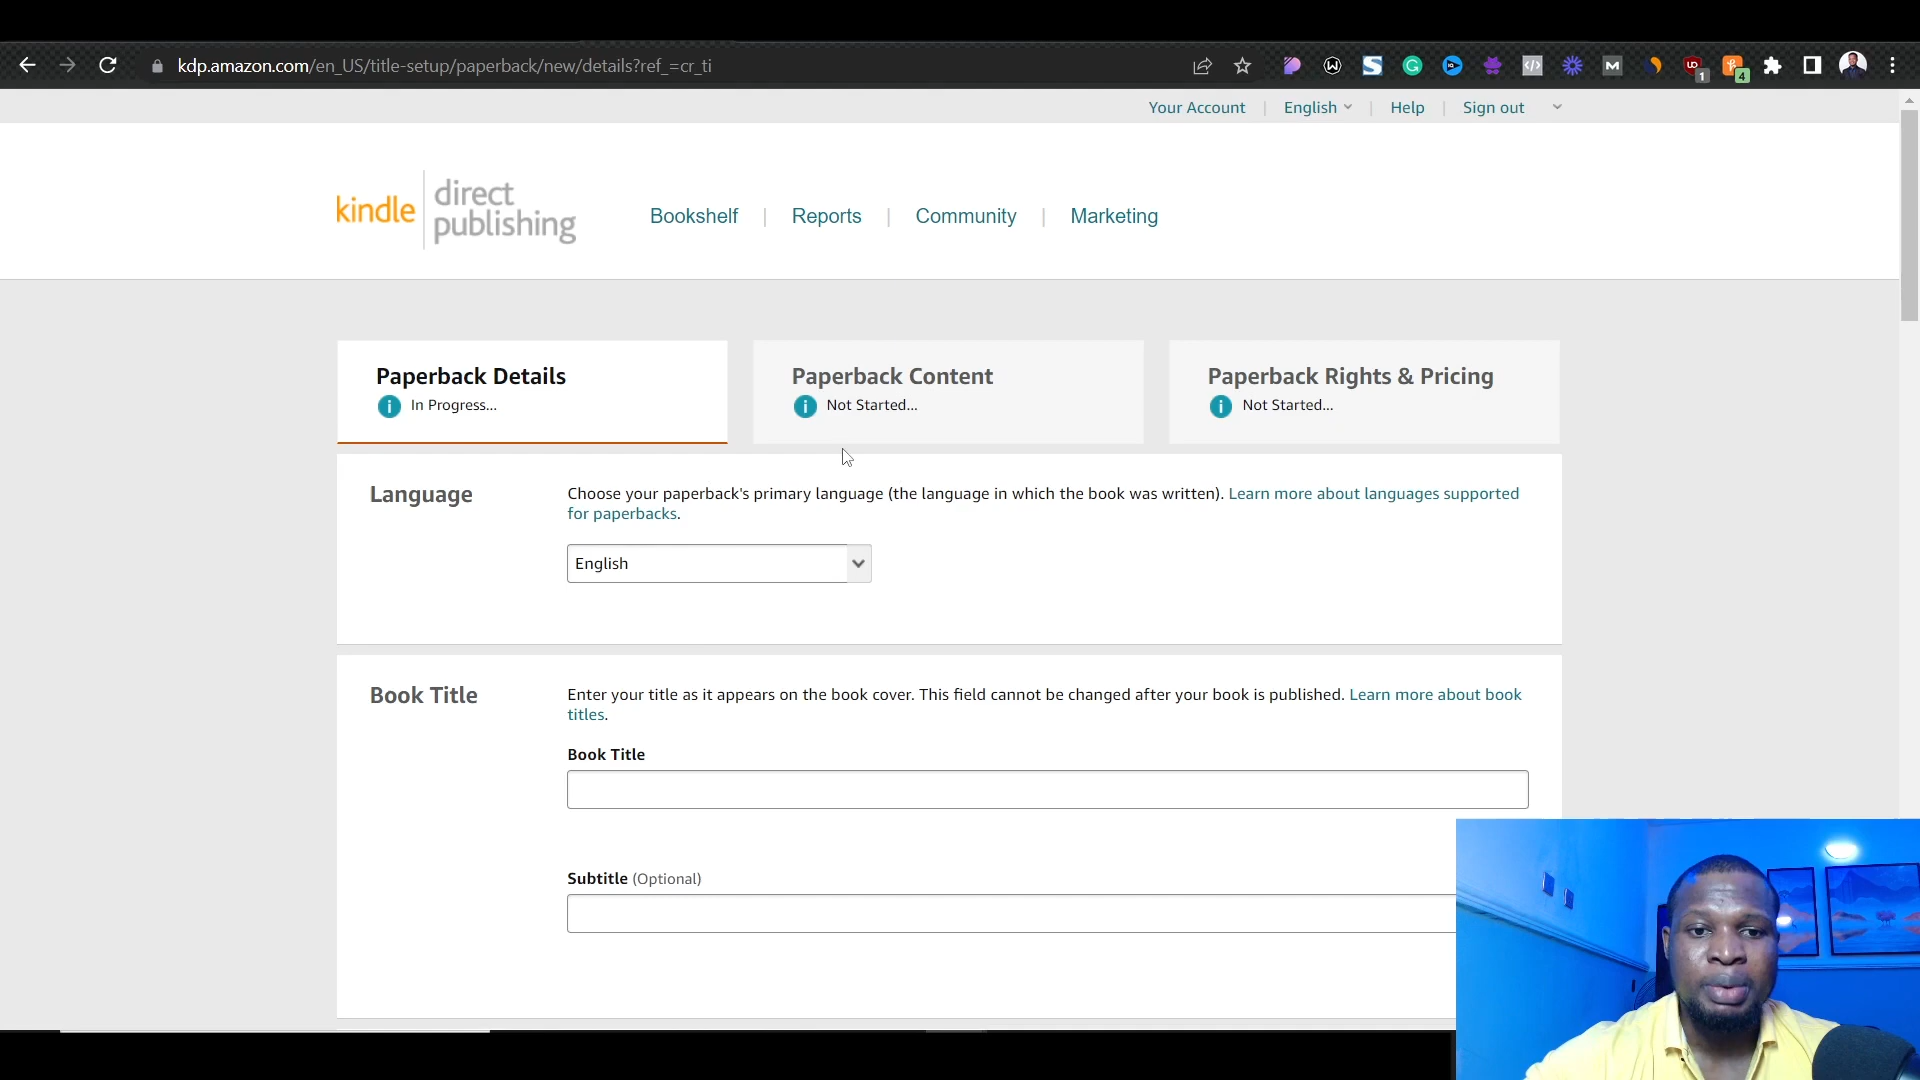 kdp.amazon.com/en_US/title-setup/paperback/new/details?ref_=cr_ti
1
4
Your Account | English | Help | Sign out
kindle direct publishing
Bookshelf | Reports | Community | Marketing
Paperback Details
In Progress...
Paperback Content
Not Started...
Paperback Rights & Pricing
Not Started...
Language
Choose your paperback's primary language (the language in which the book was written). Learn more about languages supported
for paperbacks.
English
Book Title
Enter your title as it appears on the book cover. This field cannot be changed after your book is published. Learn more about book
titles.
Book Title
Subtitle (Optional)